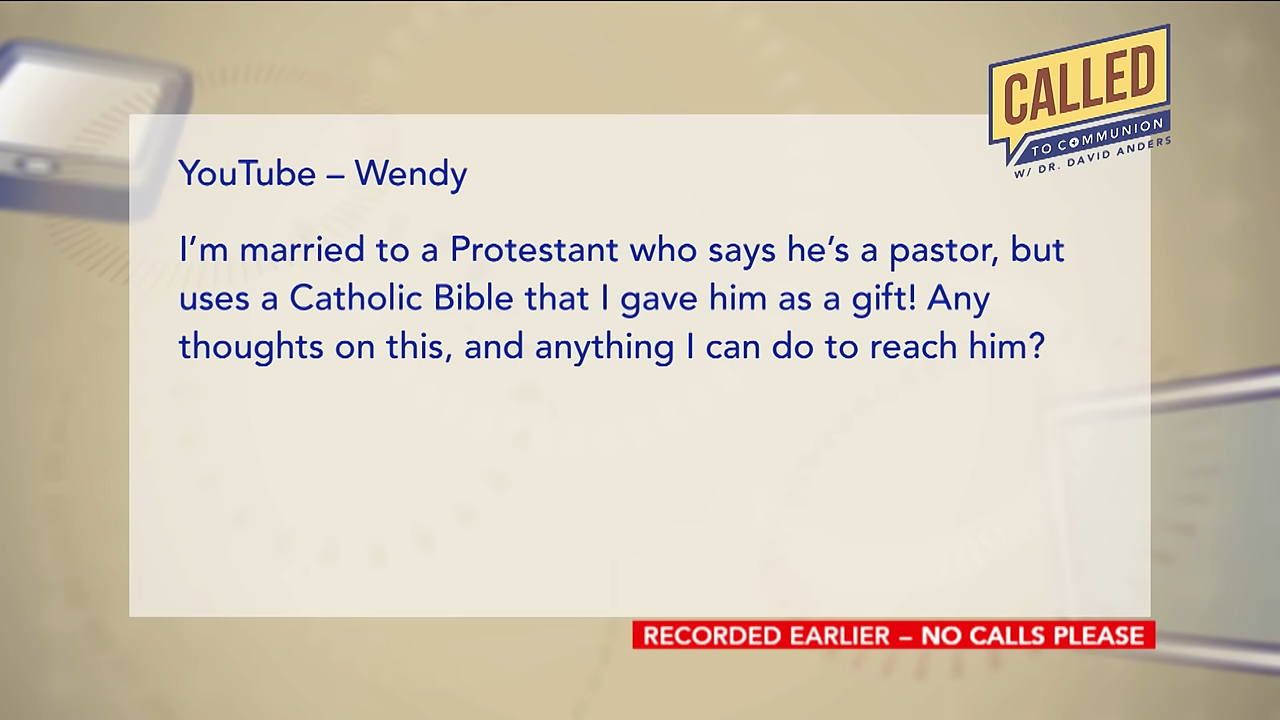 CALLED
TO COMMUNION
W/ DR. DAVID ANDERS
YouTube – Wendy
I’m married to a Protestant who says he’s a pastor, but
uses a Catholic Bible that I gave him as a gift! Any
thoughts on this, and anything I can do to reach him?
RECORDED EARLIER – NO CALLS PLEASE